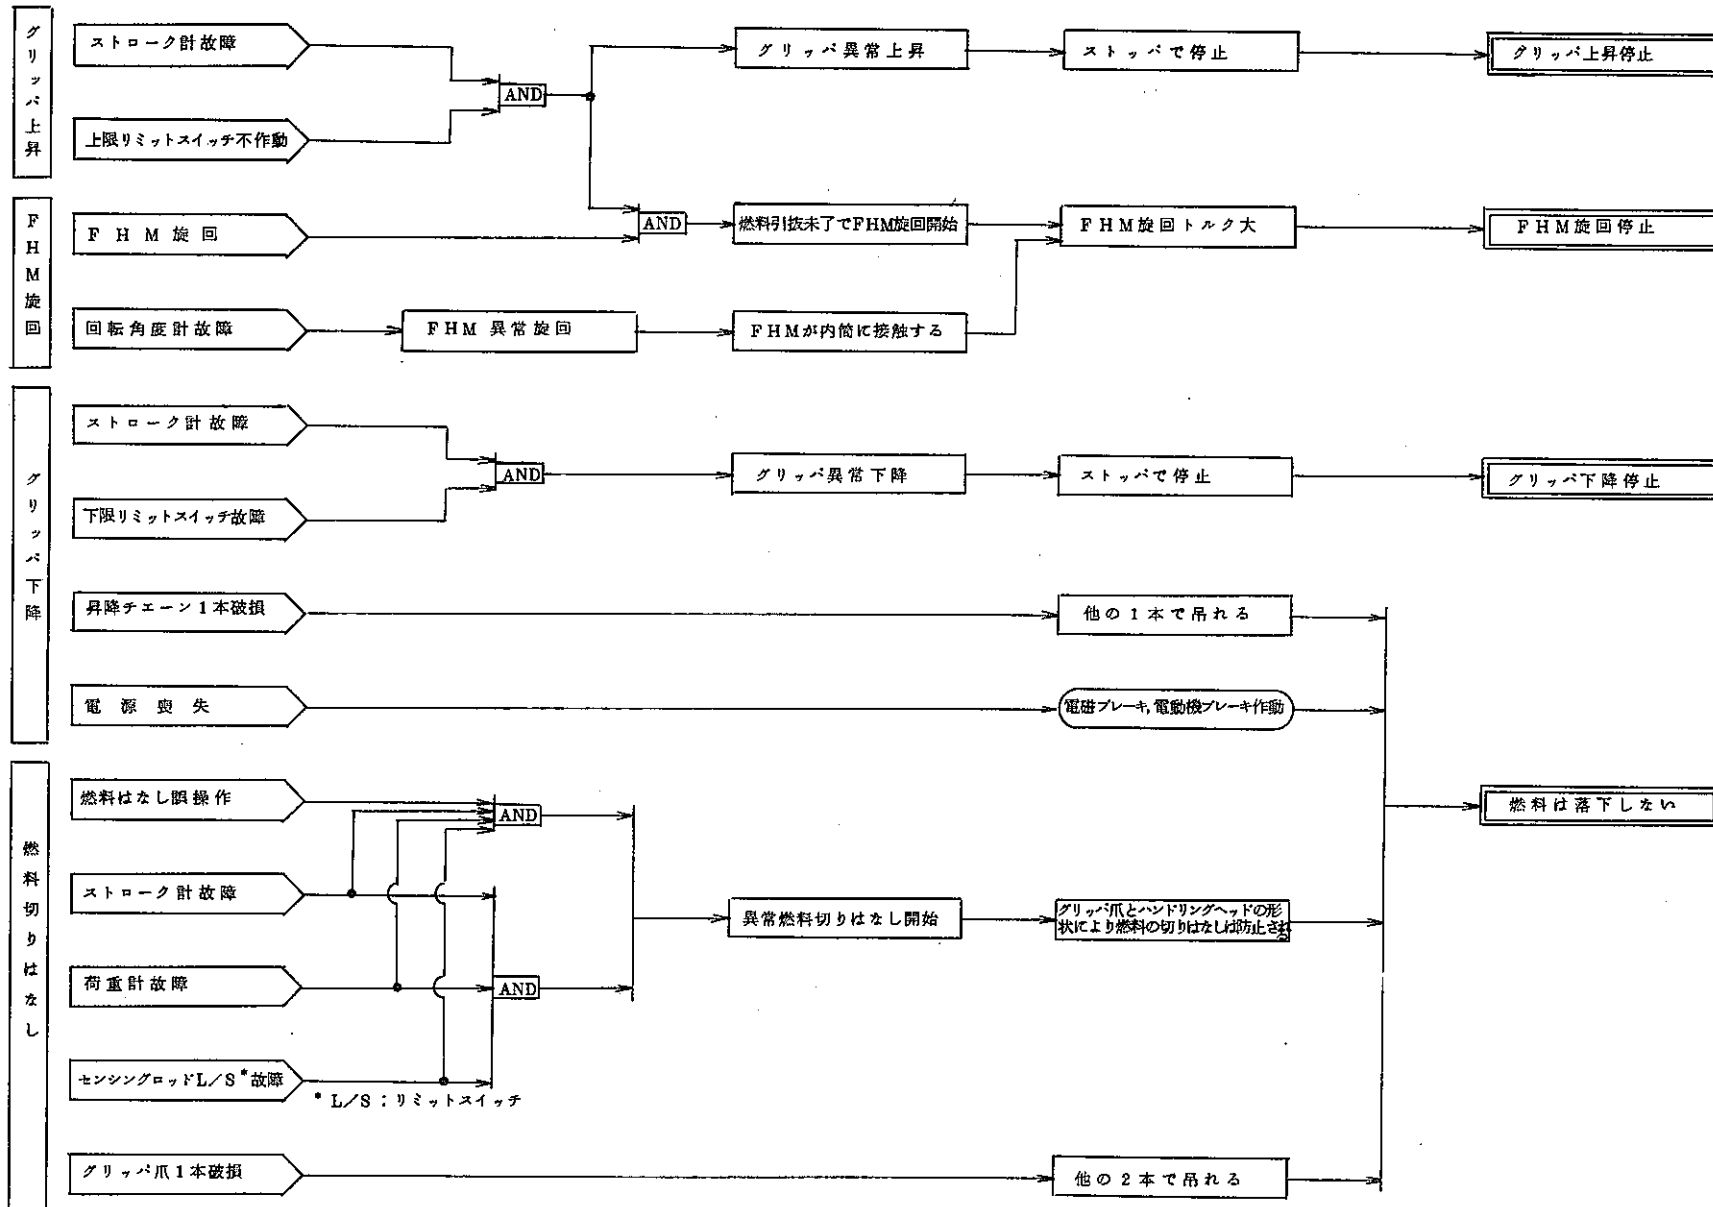 グリッパ上昇
ストローク計故障
上限リミットスイッチ不作動
AND
グリッパ異常上昇
ストッパで停止
グリッパ上昇停止
FHM旋回
FHM旋回
AND
燃料引抜未了でFHM旋回開始
FHM旋回トルク大
FHM旋回停止
回転角度計故障
FHM 異常旋回
FHMが内筒に接触する
グリッパ下降
ストローク計故障
下限リミットスイッチ故障
AND
グリッパ異常下降
ストッパで停止
グリッパ下降停止
昇降チエーン1本破損
他の1本で吊れる
電源喪失
電磁ブレーキ,電動機ブレーキ作動
燃料は落下しない
燃料切りはなし
燃料はなし誤操作
AND
ストローク計故障
異常燃料切りはなし開始
グリッパ爪とハンドリングヘッドの形
状により燃料の切りはなしは防止される
荷重計故障
AND
センシングロッドL/S*故障
* L/S:リミットスイッチ
グリッパ爪1本破損
他の2本で吊れる